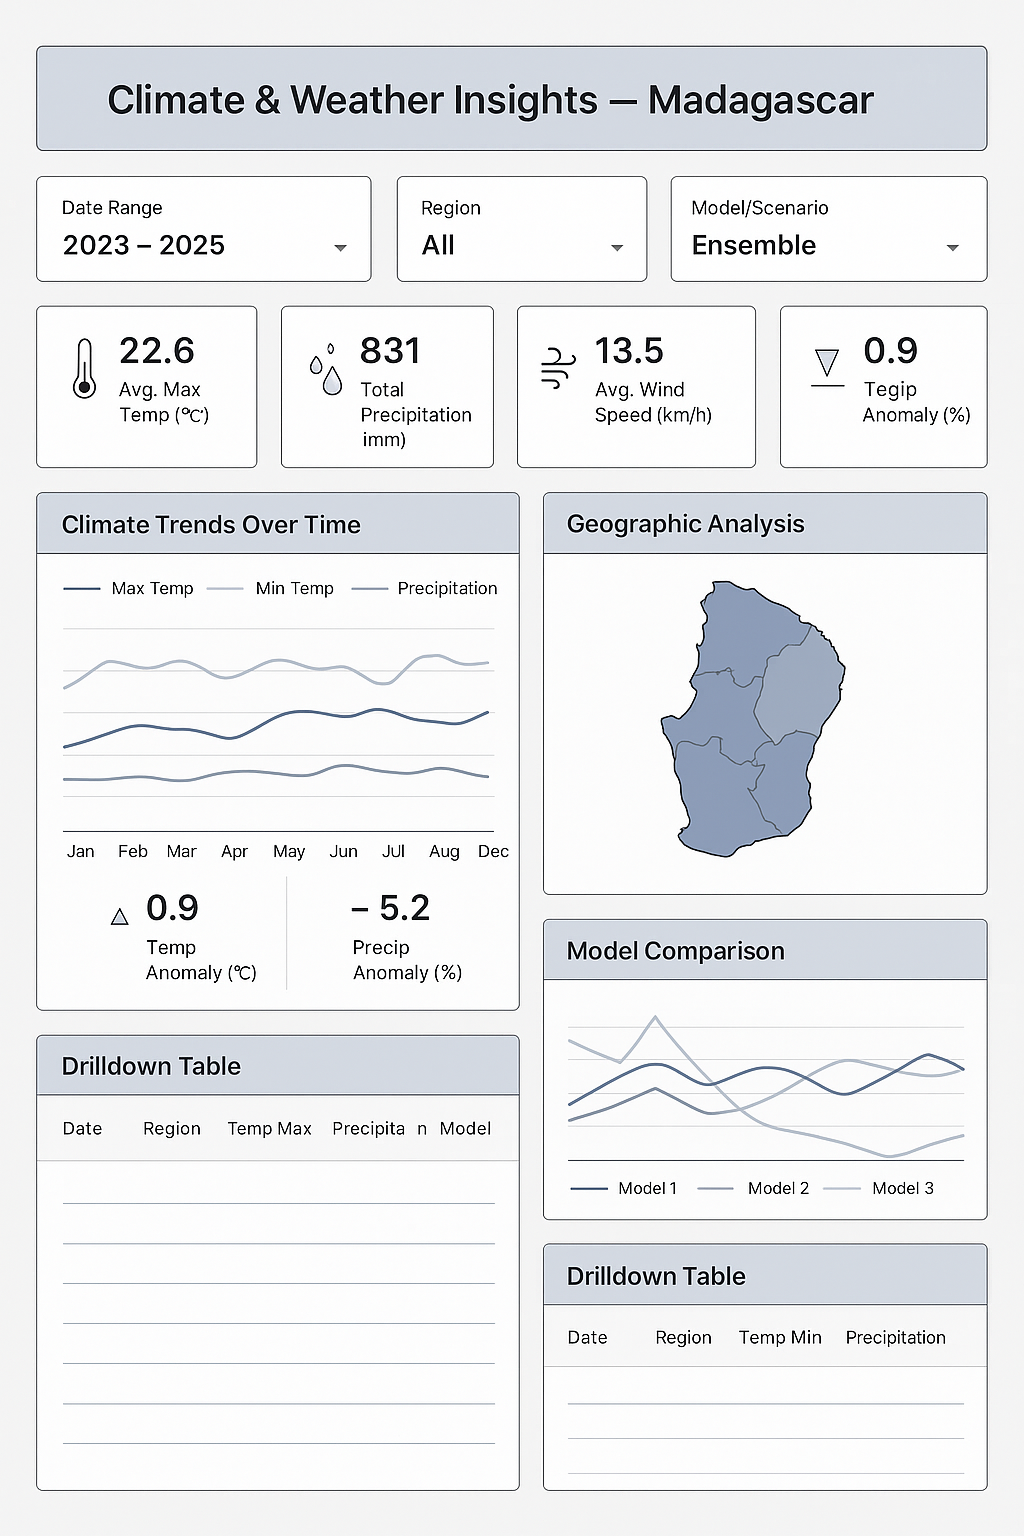 Climate & Weather Insights — Madagascar
Date Range
2023 – 2025
Region
All
Model/Scenario
Ensemble
22.6
Avg. Max
Temp (℃)
831
Total
Precipitation
imm)
13.5
Avg. Wind
Speed (km/h)
0.9
Tegip
Anomaly (%)
Climate Trends Over Time
Max Temp Min Temp Precipitation
Jan Feb Mar Apr May Jun Jul Aug Dec
0.9
Temp
Anomaly (℃)
– 5.2
Precip
Anomaly (%)
Geographic Analysis
Model Comparison
Model 1 Model 2 Model 3
Drilldown Table
Date Region Temp Max Precipita n Model
Drilldown Table
Date Region Temp Min Precipitation